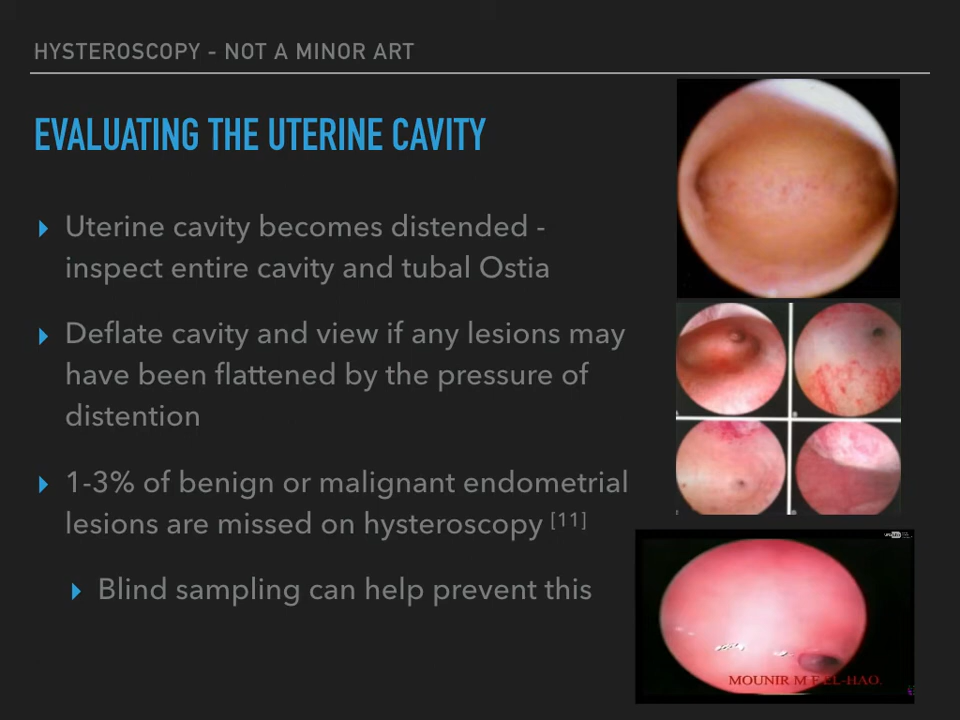 HYSTEROSCOPY - NOT A MINOR ART
EVALUATING THE UTERINE CAVITY
Uterine cavity becomes distended -
inspect entire cavity and tubal Ostia
Deflate cavity and view if any lesions may
have been flattened by the pressure of
distention
1-3% of benign or malignant endometrial
lesions are missed on hysteroscopy [11]
Blind sampling can help prevent this
MOUNIR M